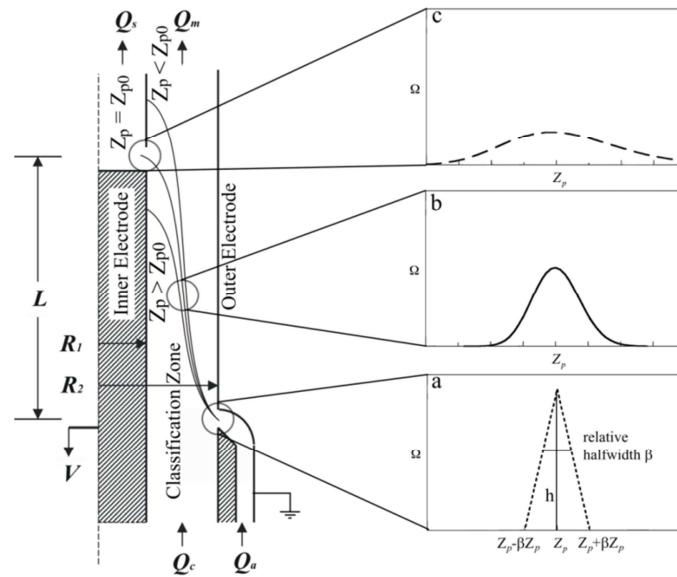 Qs
Qm
Zp = Zp0
Zp < Zp0
Zp > Zp0
Inner Electrode
Outer Electrode
Classification Zone
L
R1
R2
V
Qc
Qa
c
Ω
Zp
b
Ω
Zp
a
Ω
relative
halfwidth β
h
Zp-βZp
Zp
Zp+βZp